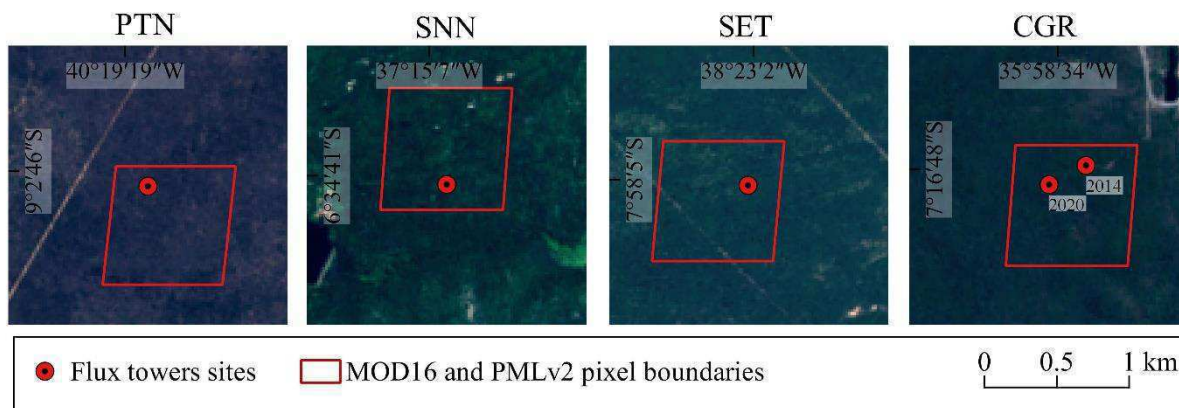 PTN
SNN
SET
CGR
40°19'19"W
37°15'7"W
38°23'2"W
35°58'34"W
9°2'46"S
6°34'41"S
7°58'5"S
7°16'48"S
2014
2020
Flux towers sites
MOD16 and PMLv2 pixel boundaries
0 0.5 1 km